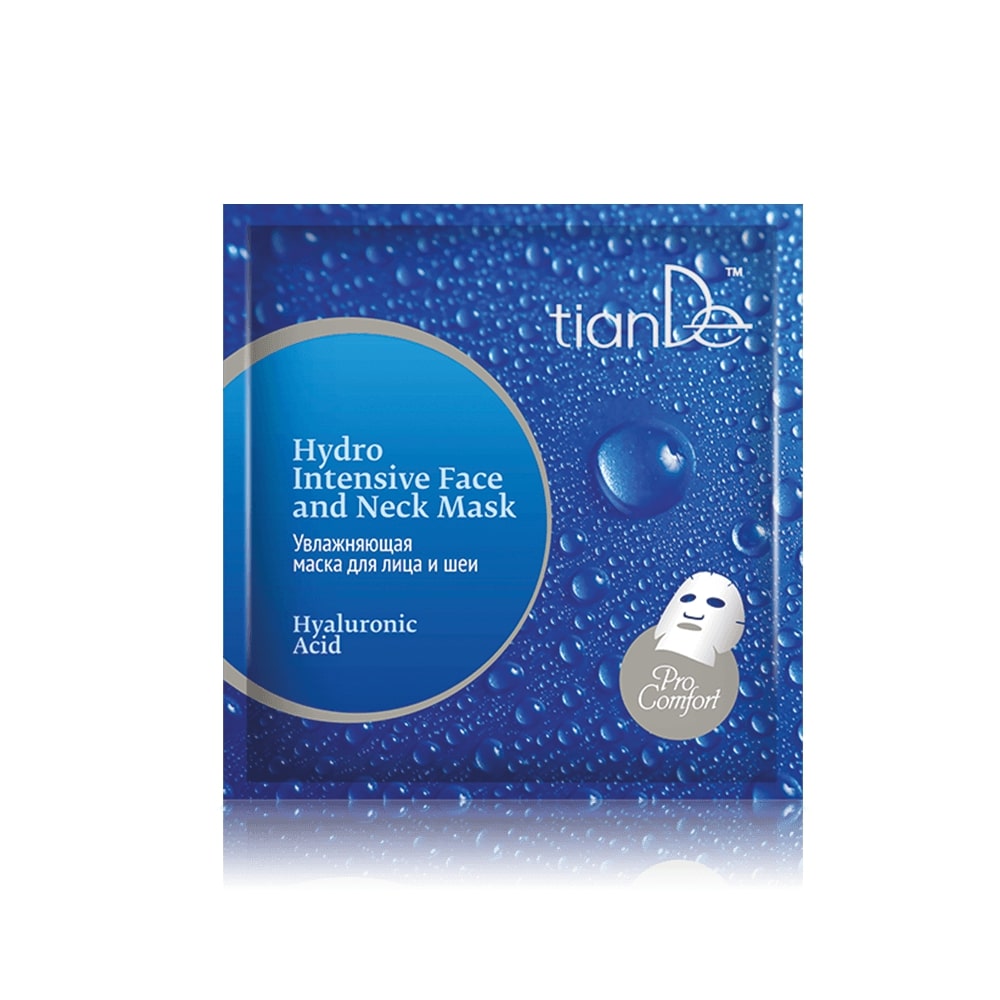 tianDe™
Hydro
Intensive Face
and Neck Mask
Увлажняющая
маска для лица и шеи
Hyaluronic
Acid
Pro
Comfort